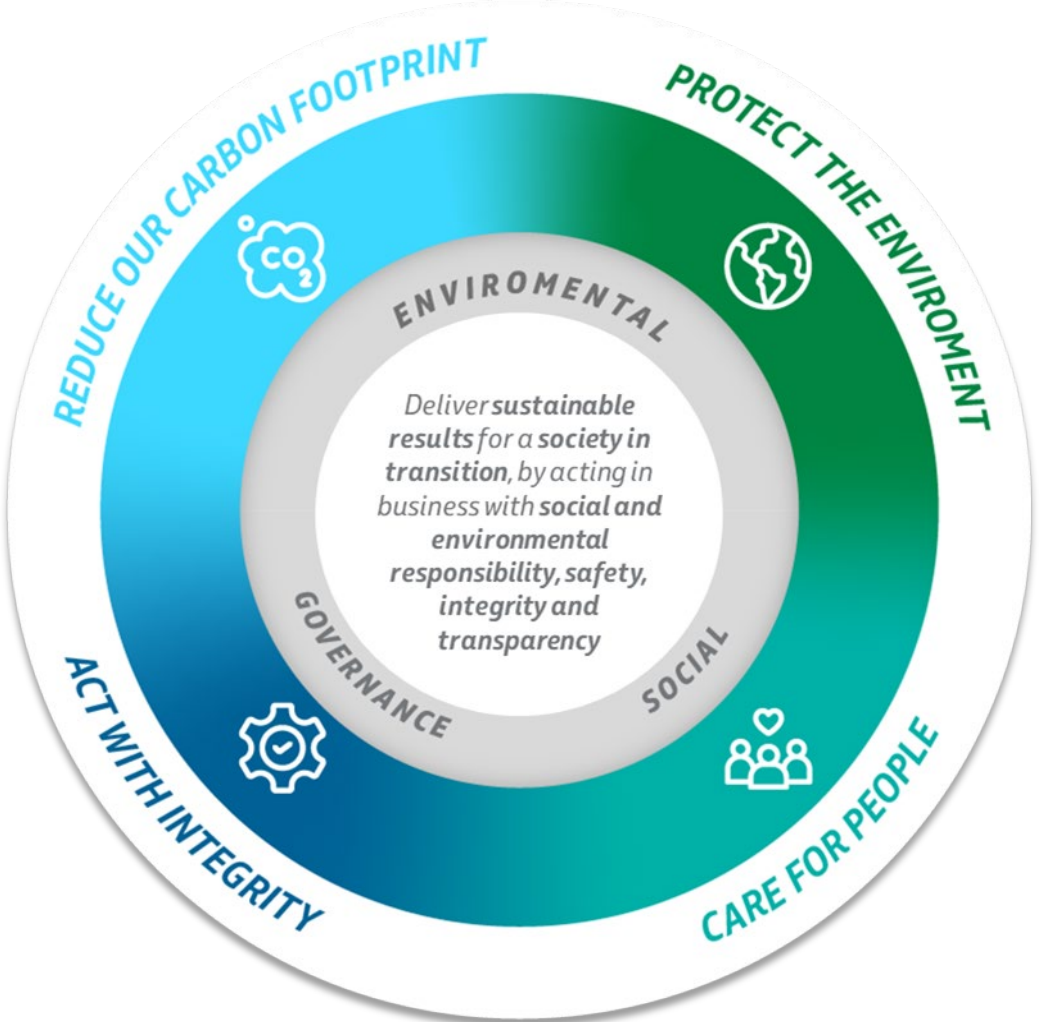 REDUCE OUR CARBON FOOTPRINT
PROTECT THE ENVIROMENT
CO2
ENVIROMENTAL
Deliver sustainable
results for a society in
transition, by acting in
business with social and
environmental
responsibility, safety,
integrity and
transparency
GOVERNANCE
SOCIAL
ACT WITH INTEGRITY
CARE FOR PEOPLE